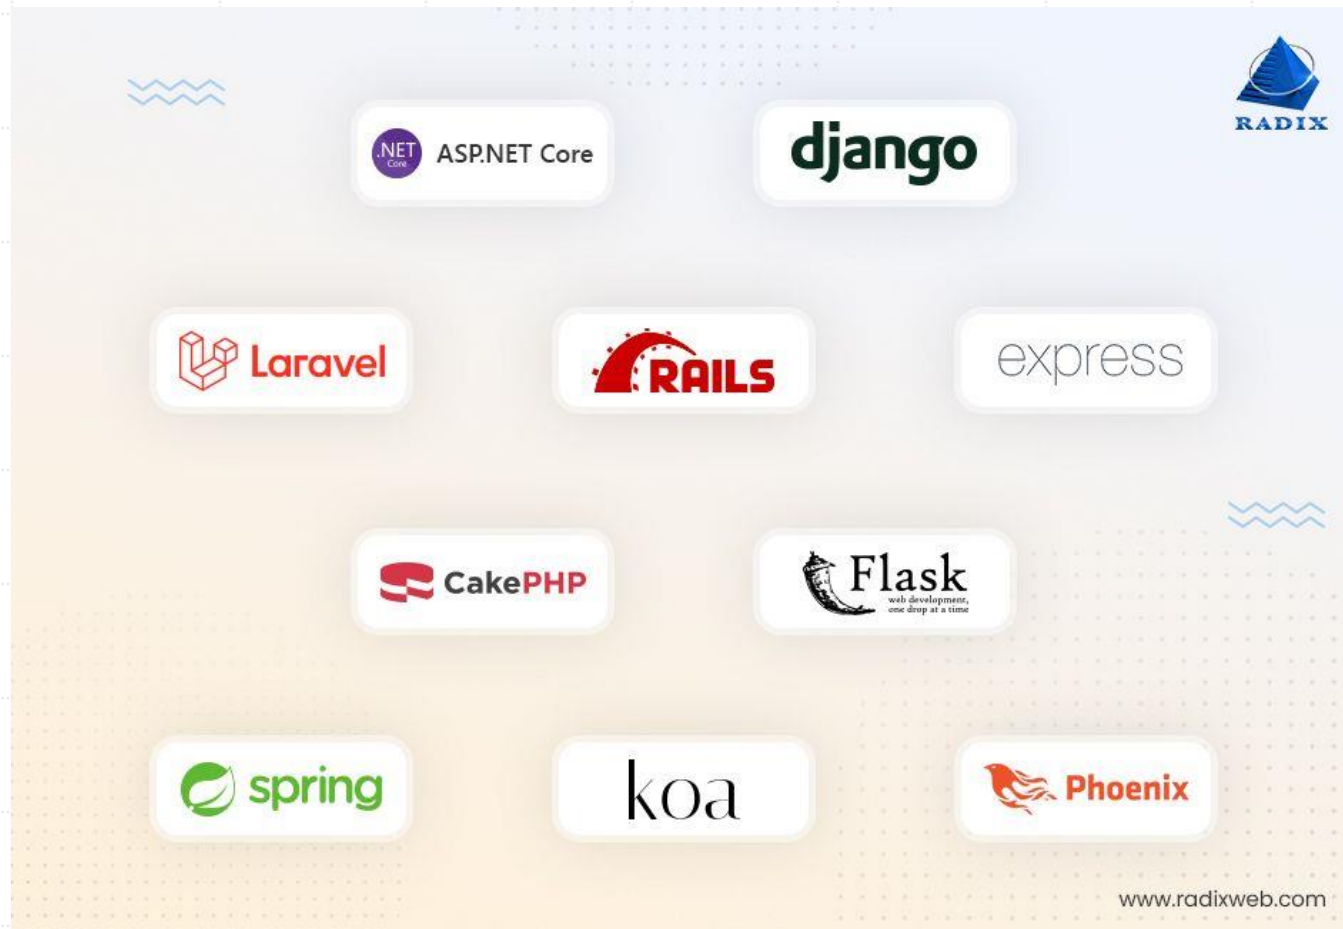 RADIX
.NET
Core
ASP.NET Core
django
Laravel
RAILS
express
CakePHP
Flask
web development,
one drop at a time
spring
koa
Phoenix
www.radixweb.com